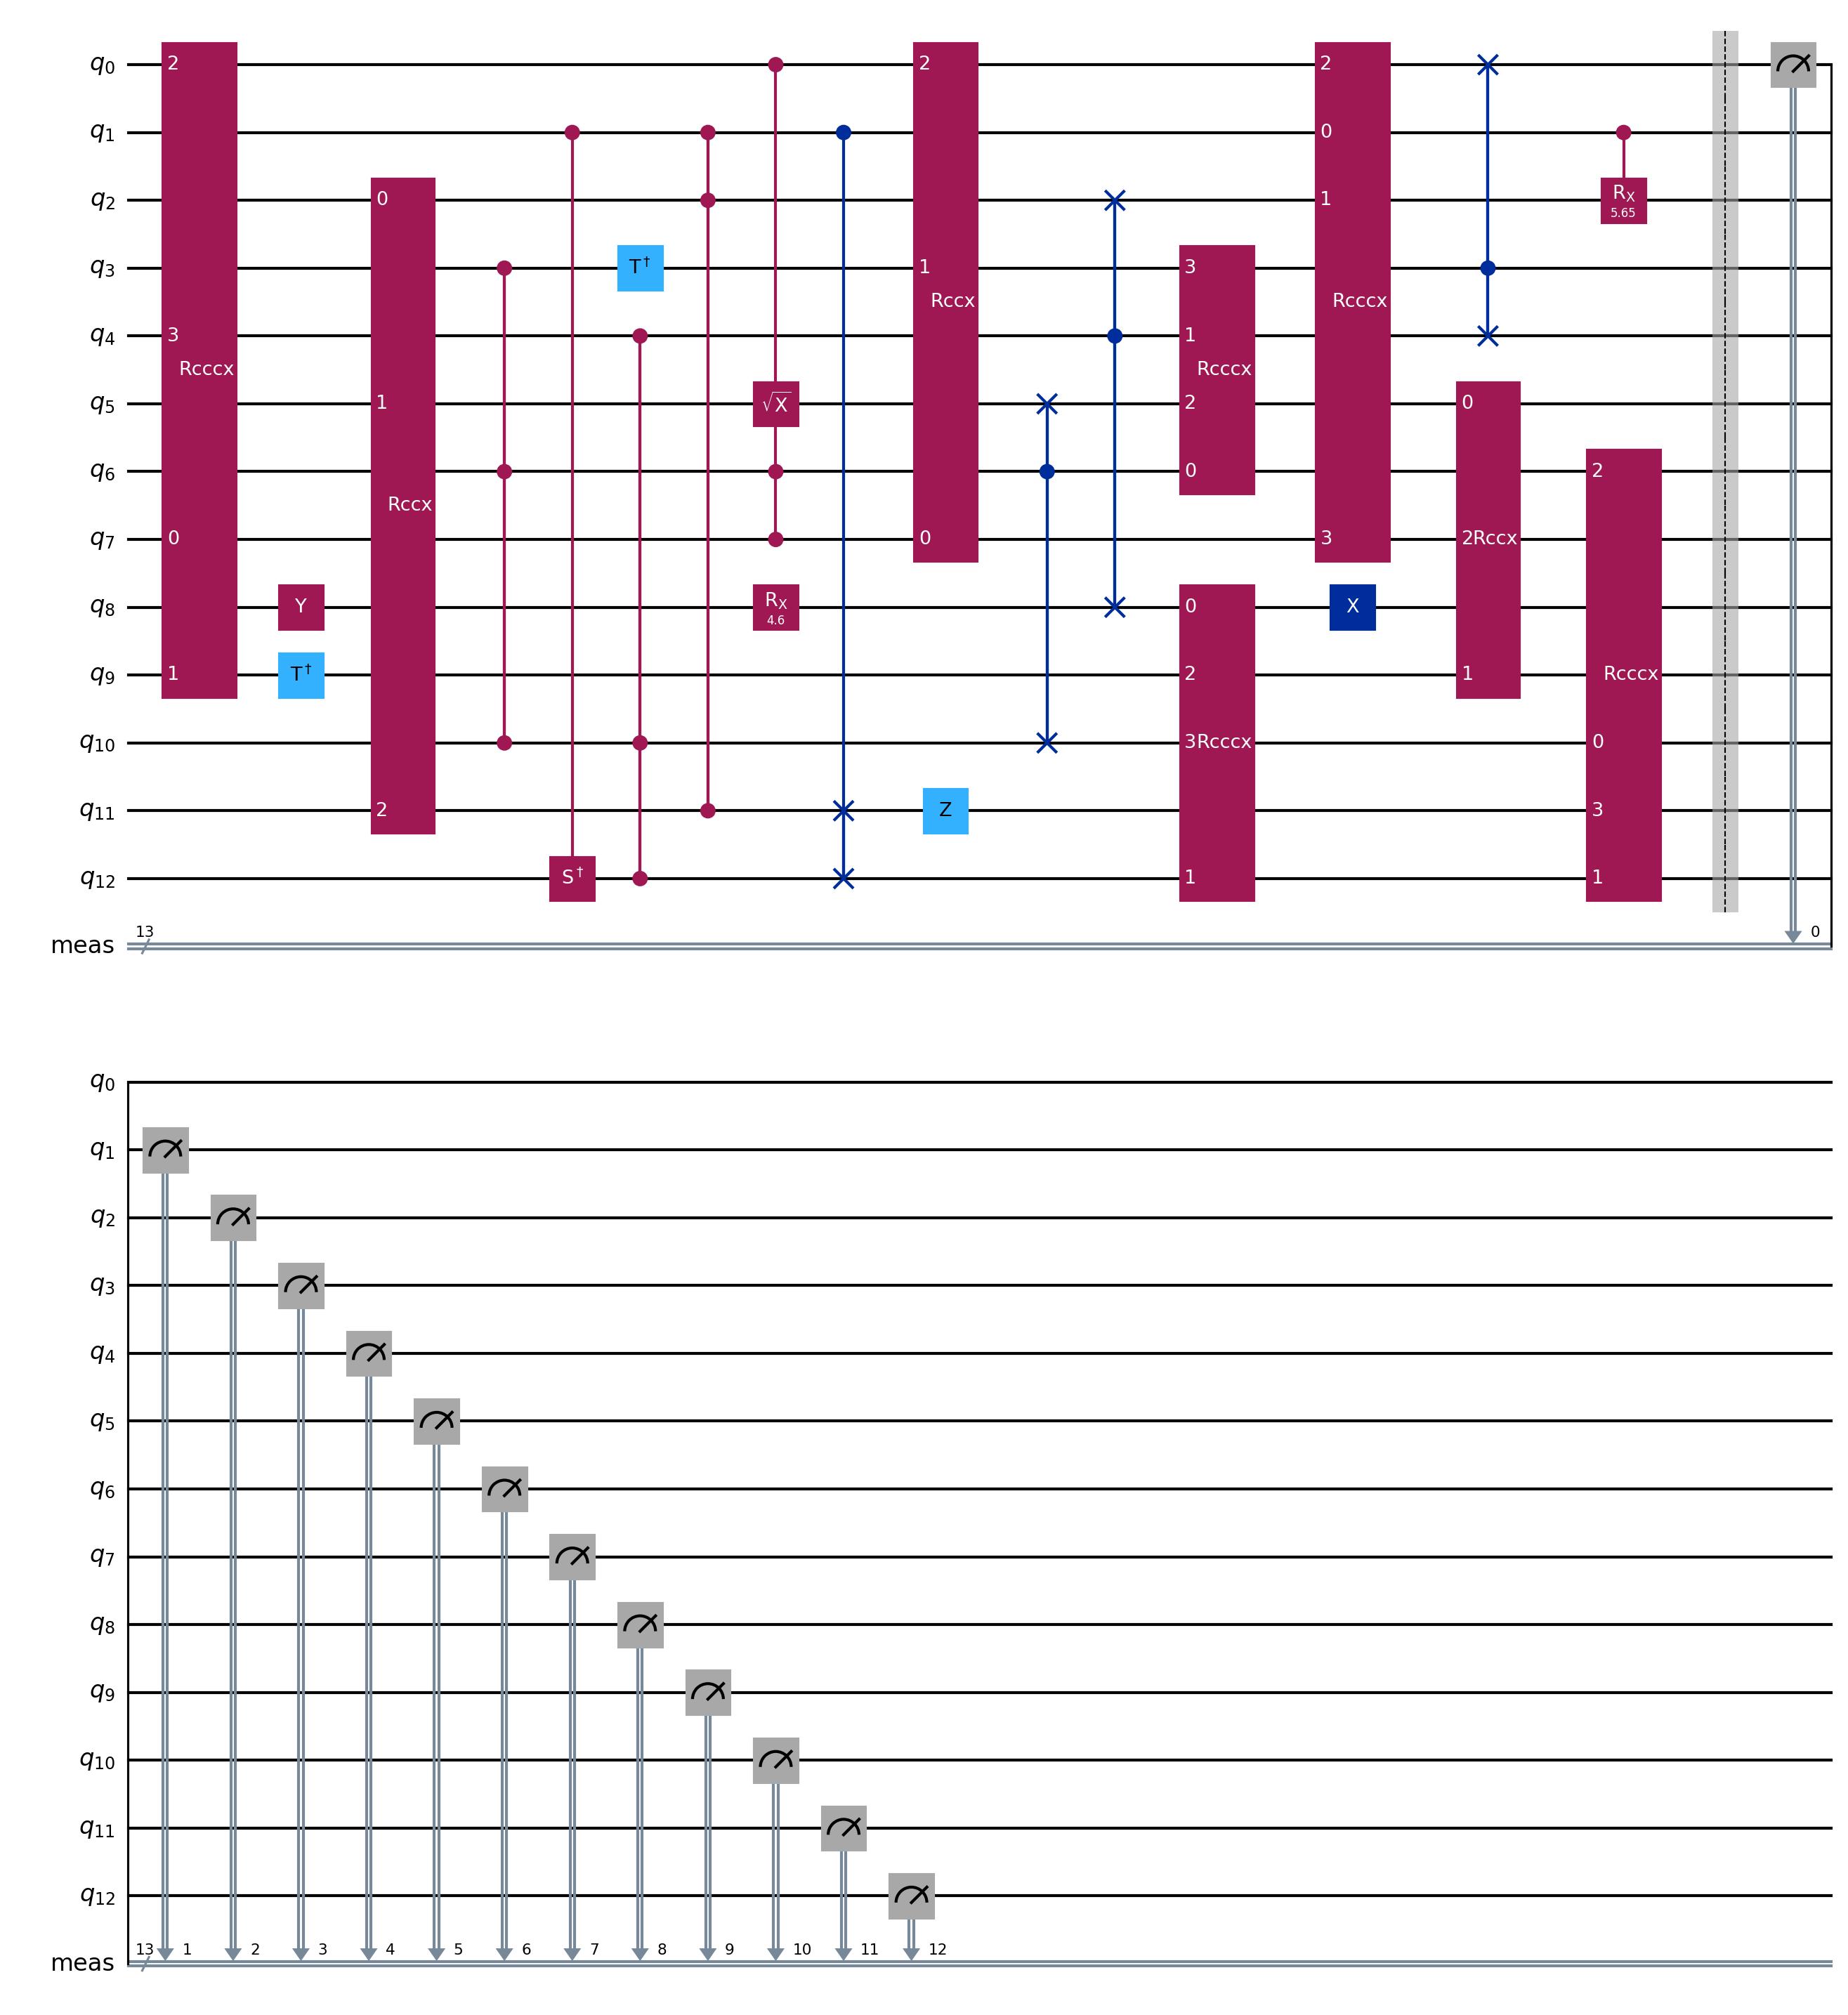 q0 2 2 2
q1 0
q2 0 1 RX 5.65
q3 T† 1 3
Rccx Rcccx
q4 3 1
Rcccx Rcccx
q5 1 √X 2 0
q6 0 2
Rccx
q7 0 0 3 2Rccx
q8 Y RX 4.6 0 X
q9 1 T† 2 1 Rcccx
q10 3Rcccx 0
q11 2 Z 3
q12 S† 1 1
meas 13 0
q0
q1
q2
q3
q4
q5
q6
q7
q8
q9
q10
q11
q12
meas 13 1 2 3 4 5 6 7 8 9 10 11 12